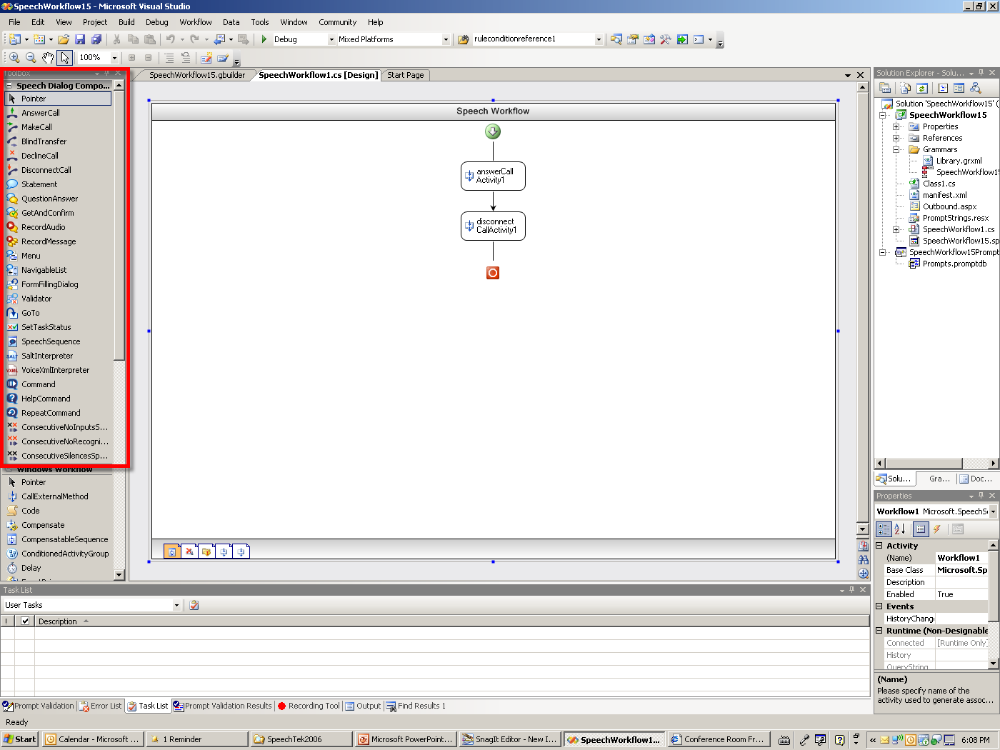 SpeechWorkflow15 - Microsoft Visual Studio
File Edit View Project Build Debug Workflow Data Tools Window Community Help
Debug Mixed Platforms ruleconditionreference1
100%
Toolbox
Speech Dialog Compo...
Pointer
AnswerCall
MakeCall
BlindTransfer
DeclineCall
DisconnectCall
Statement
QuestionAnswer
GetAndConfirm
RecordAudio
RecordMessage
Menu
NavigableList
FormFillingDialog
Validator
GoTo
SetTaskStatus
SpeechSequence
SALT SaltInterpreter
VXML VoiceXmlInterpreter
Command
HelpCommand
RepeatCommand
ConsecutiveNoInputsS...
ConsecutiveNoRecogni...
ConsecutiveSilencesSp...
Windows Workflow
Pointer
CallExternalMethod
Code
Compensate
CompensatableSequence
ConditionedActivityGroup
Delay
SpeechWorkflow15.gbuilder SpeechWorkflow1.cs [Design] Start Page
Speech Workflow
answerCall
Activity1
disconnect
CallActivity1
Solution Explorer - Solu...
Solution 'SpeechWorkflow15' (
SpeechWorkflow15
Properties
References
Grammars
Library.grxml
SpeechWorkflow15
Class1.cs
manifest.xml
Outbound.aspx
PromptStrings.resx
SpeechWorkflow1.cs
SpeechWorkflow15.sp
SpeechWorkflow15Prompt
Prompts.promptdb
Solu... Gra... Doc...
Properties
Workflow1 Microsoft.SpeechS
Activity
(Name) Workflow1
Base Class Microsoft.Sp
Description
Enabled True
Events
HistoryChang
Runtime (Non-Designable
Connected [Runtime Only]
History
QueryString
(Name)
Please specify name of the
activity used to generate assoc...
Task List
User Tasks
! Description
Prompt Validation Error List Task List Prompt Validation Results Recording Tool Output Find Results 1
Ready
Start Calendar - Microsoft ... 1 Reminder SpeechTek2006 Microsoft PowerPoint... SnagIt Editor - New I... SpeechWorkflow1... Conference Room Fr... « 6:08 PM